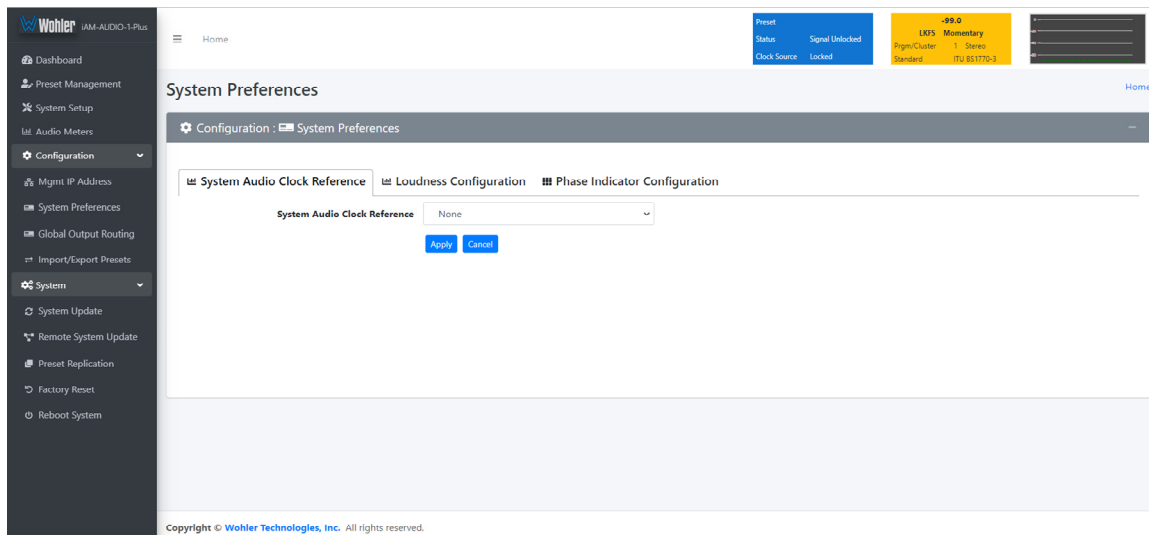 Wohler iAM-AUDIO-1-Plus
Dashboard
Preset Management
System Setup
Audio Meters
Configuration
Mgmt IP Address
System Preferences
Global Output Routing
Import/Export Presets
System
System Update
Remote System Update
Preset Replication
Factory Reset
Reboot System
Home
Preset
Status Signal Unlocked
Clock Source Locked
-99.0
LKFS Momentary
Prgm/Cluster 1 Stereo
Standard ITU BS1770-3
System Preferences
Home
Configuration : System Preferences
System Audio Clock Reference Loudness Configuration Phase Indicator Configuration
System Audio Clock Reference None
Apply Cancel
Copyright © Wohler Technologies, Inc. All rights reserved.